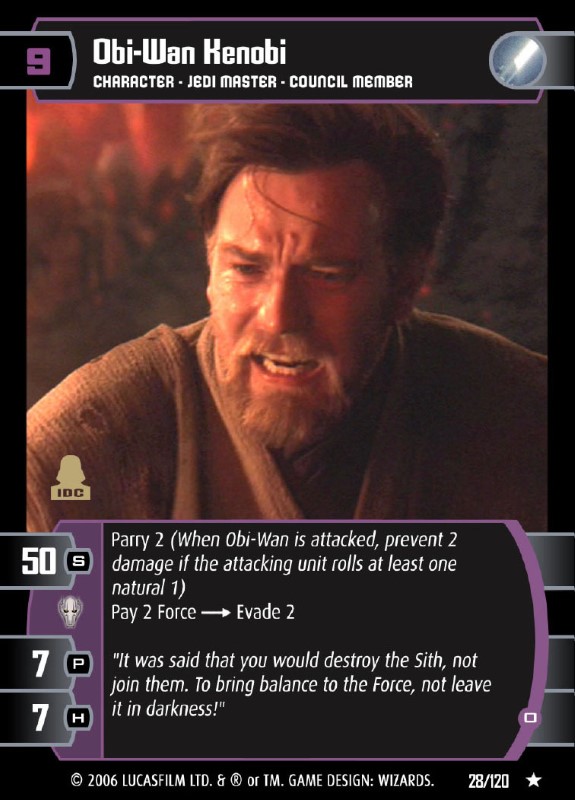 9
Obi-Wan Kenobi
CHARACTER - JEDI MASTER - COUNCIL MEMBER
IDC
50 S
7 P
7 H
Parry 2 (When Obi-Wan is attacked, prevent 2
damage if the attacking unit rolls at least one
natural 1)
Pay 2 Force → Evade 2
"It was said that you would destroy the Sith, not
join them. To bring balance to the Force, not leave
it in darkness!"
© 2006 LUCASFILM LTD. & ® or TM. GAME DESIGN: WIZARDS. 28/120 ★